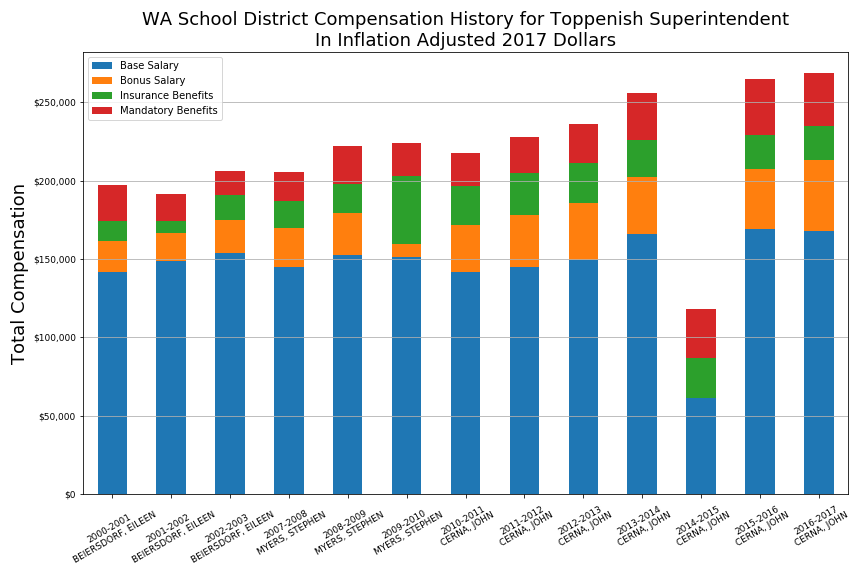 WA School District Compensation History for Toppenish Superintendent
In Inflation Adjusted 2017 Dollars
Base Salary
Bonus Salary
Insurance Benefits
Mandatory Benefits
Total Compensation
$250,000
$200,000
$150,000
$100,000
$50,000
$0
2000-2001
BEIERSDORF, EILEEN
2001-2002
BEIERSDORF, EILEEN
2002-2003
BEIERSDORF, EILEEN
2007-2008
MYERS, STEPHEN
2008-2009
MYERS, STEPHEN
2009-2010
MYERS, STEPHEN
2010-2011
CERNA, JOHN
2011-2012
CERNA, JOHN
2012-2013
CERNA, JOHN
2013-2014
CERNA, JOHN
2014-2015
CERNA, JOHN
2015-2016
CERNA, JOHN
2016-2017
CERNA, JOHN